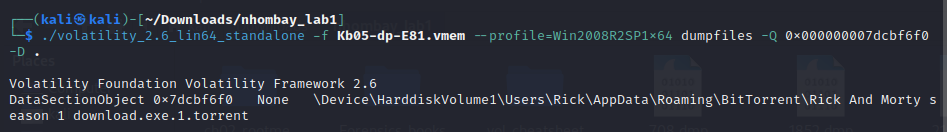 ┌──(kali㉿kali)-[~/Downloads/nhombay_lab1]
└─$ ./volatility_2.6_lin64_standalone -f Kb05-dp-E81.vmem --profile=Win2008R2SP1×64 dumpfiles -Q 0×000000007dcbf6f0
-D .
Volatility Foundation Volatility Framework 2.6
DataSectionObject 0×7dcbf6f0   None   \Device\HarddiskVolume1\Users\Rick\AppData\Roaming\BitTorrent\Rick And Morty s
eason 1 download.exe.1.torrent